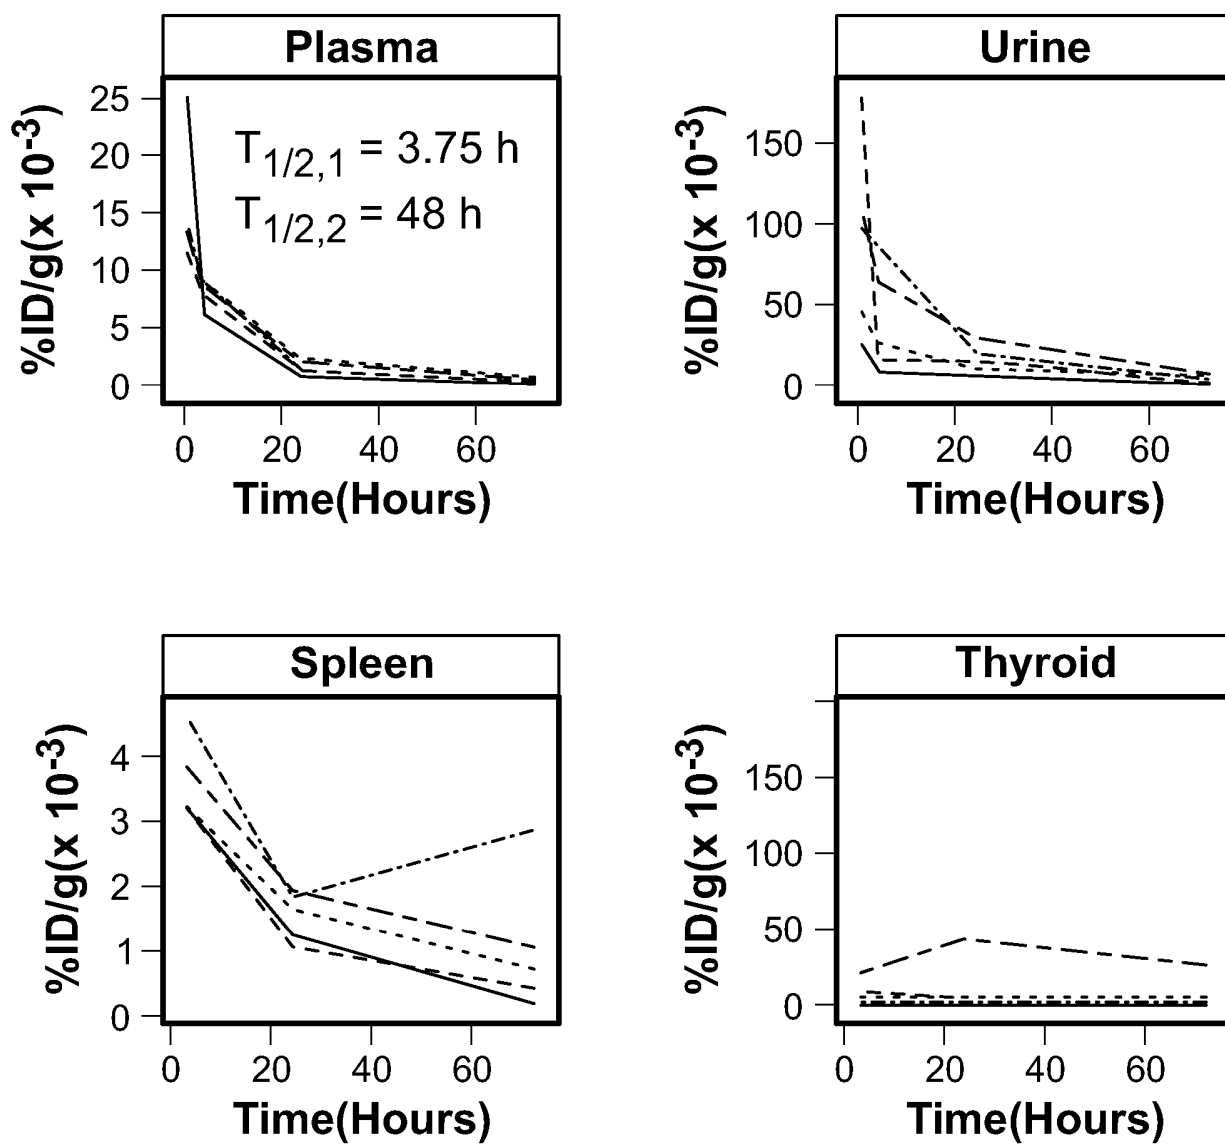 Plasma
%ID/g(x 10-3)
25
20
15
10
5
0
T1/2,1 = 3.75 h
T1/2,2 = 48 h
0 20 40 60
Time(Hours)
Urine
%ID/g(x 10-3)
150
100
50
0
0 20 40 60
Time(Hours)
Spleen
%ID/g(x 10-3)
4
3
2
1
0
0 20 40 60
Time(Hours)
Thyroid
%ID/g(x 10-3)
150
100
50
0
0 20 40 60
Time(Hours)